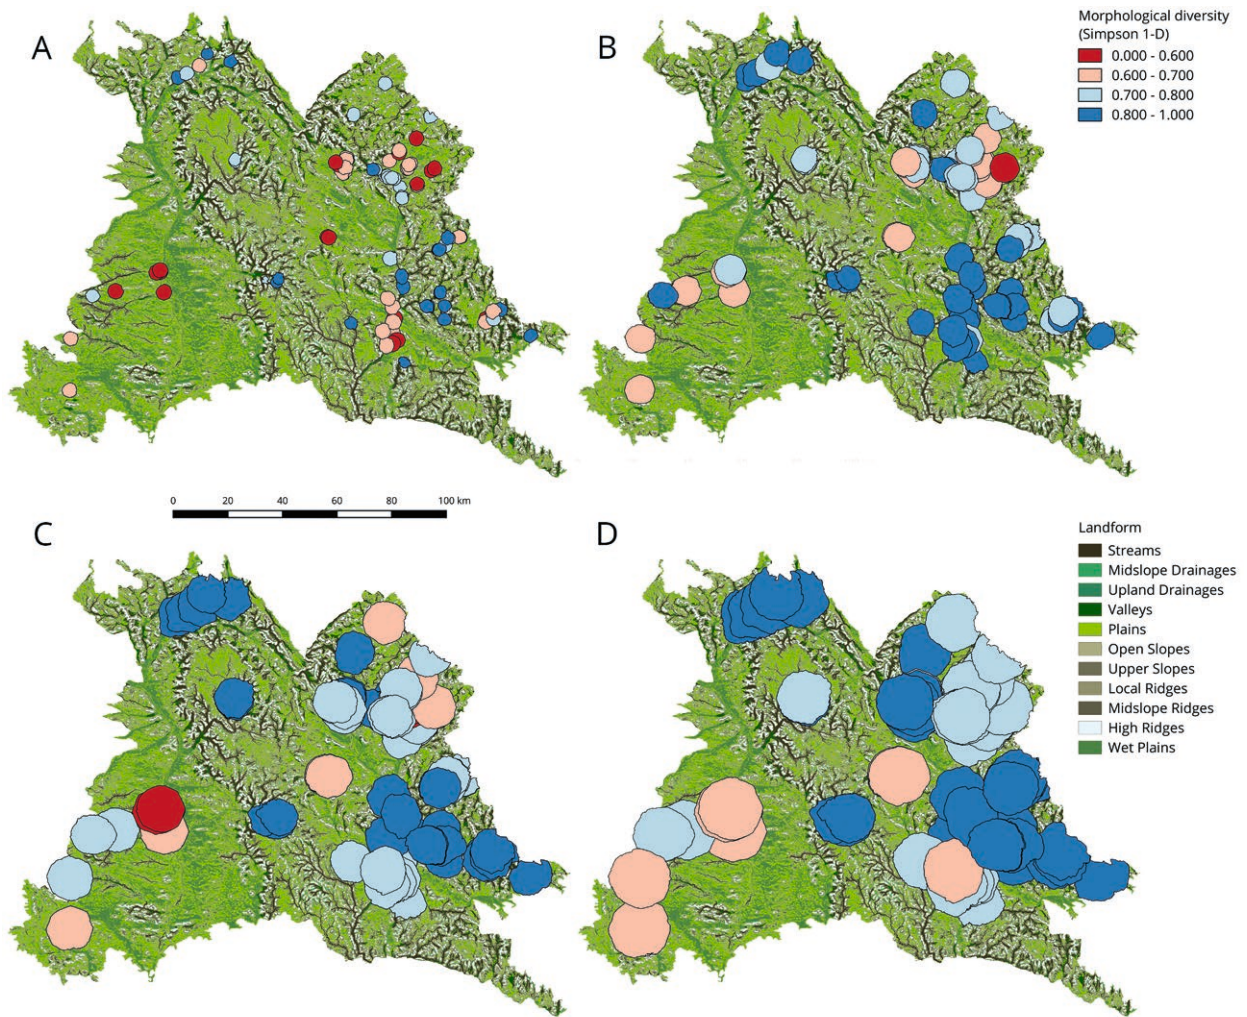 A
B
Morphological diversity
(Simpson 1-D)
0.000 - 0.600
0.600 - 0.700
0.700 - 0.800
0.800 - 1.000
0 20 40 60 80 100 km
C
D
Landform
Streams
Midslope Drainages
Upland Drainages
Valleys
Plains
Open Slopes
Upper Slopes
Local Ridges
Midslope Ridges
High Ridges
Wet Plains